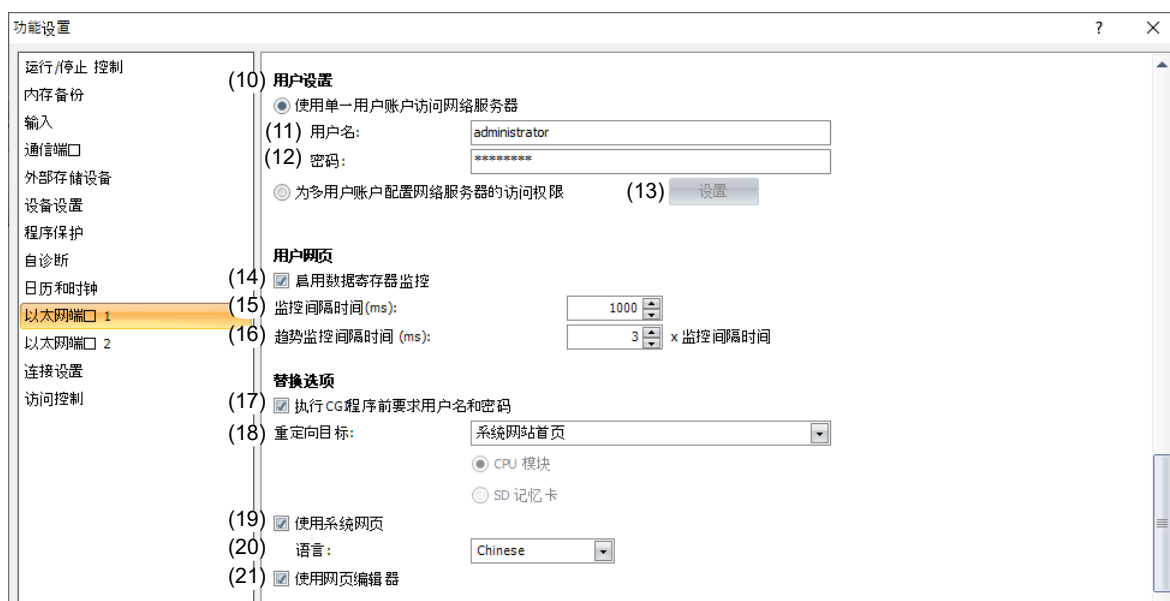 功能设置 ? ×
运行/停止 控制
内存备份
输入
通信端口
外部存储设备
设备设置
程序保护
自诊断
日历和时钟
以太网端口 1
以太网端口 2
连接设置
访问控制
(10) 用户设置
使用单一用户账户访问网络服务器
(11) 用户名: administrator
(12) 密码: ********
为多用户账户配置网络服务器的访问权限 (13) 设置
用户网页
(14) 启用数据寄存器监控
(15) 监控间隔时间(ms): 1000
(16) 趋势监控间隔时间 (ms): 3 x 监控间隔时间
替换选项
(17) 执行CGI程序前要求用户名和密码
(18) 重定向目标: 系统网站首页
CPU 模块
SD 记忆卡
(19) 使用系统网页
(20) 语言: Chinese
(21) 使用网页编辑器